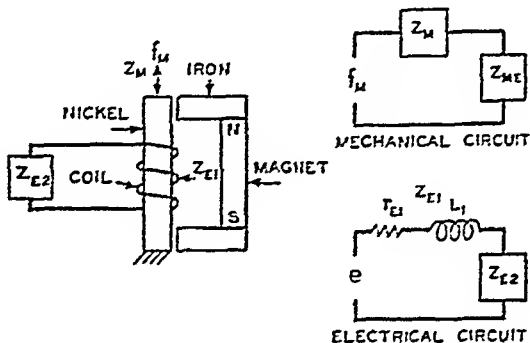 f_M
Z_M
IRON
NICKEL
Z_E2
COIL
Z_E1
N
S
MAGNET
Z_M
f_M
Z_ME
MECHANICAL CIRCUIT
Z_E1
r_E1
L_1
e
Z_E2
ELECTRICAL CIRCUIT